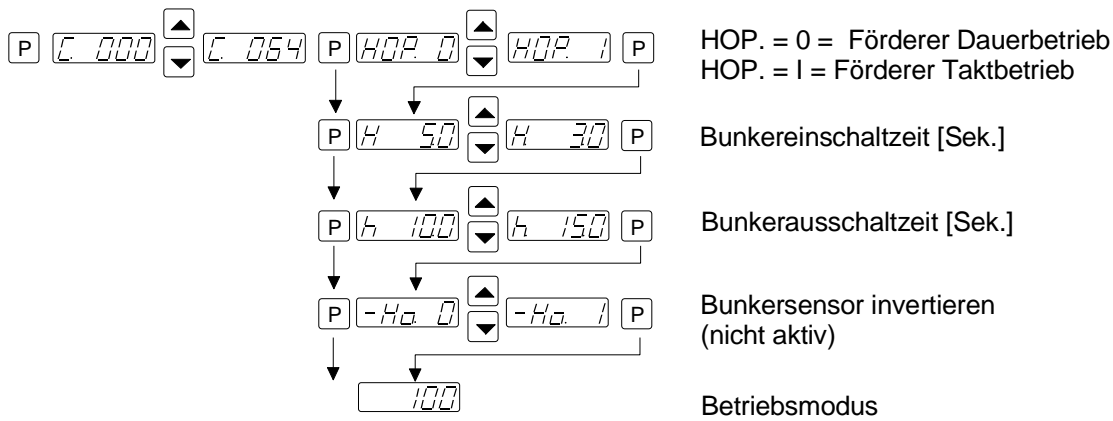 P C. 000 C. 064 P HOP. 0 HOP. 1 P HOP. = 0 = Förderer Dauerbetrieb
HOP. = I = Förderer Taktbetrieb
P H 5.0 H 3.0 P Bunkereinschaltzeit [Sek.]
P h 10.0 h. 15.0 P Bunkerausschaltzeit [Sek.]
P -Ho. 0 -Ho. 1 P Bunkersensor invertieren
(nicht aktiv)
100 Betriebsmodus